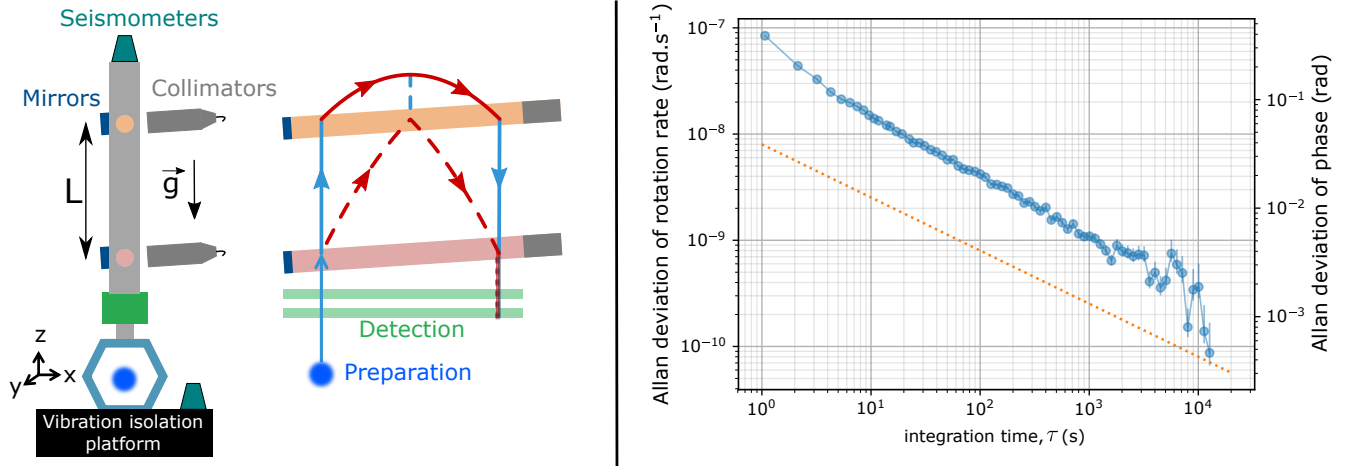 Seismometers
Mirrors
Collimators
L
g
z
y
x
Vibration isolation
platform
Detection
Preparation
Allan deviation of rotation rate (rad.s⁻¹)
10⁻⁷
10⁻⁸
10⁻⁹
10⁻¹⁰
10⁰
10¹
10²
10³
10⁴
integration time, τ (s)
10⁻¹
10⁻²
10⁻³
Allan deviation of phase (rad)